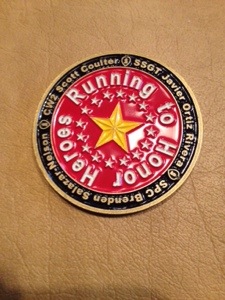 Running to Honor Heroes
CW2 Scott Coulter
SSGT Javier Ortiz Rivera
SPC Brenden Salazar-Nelson